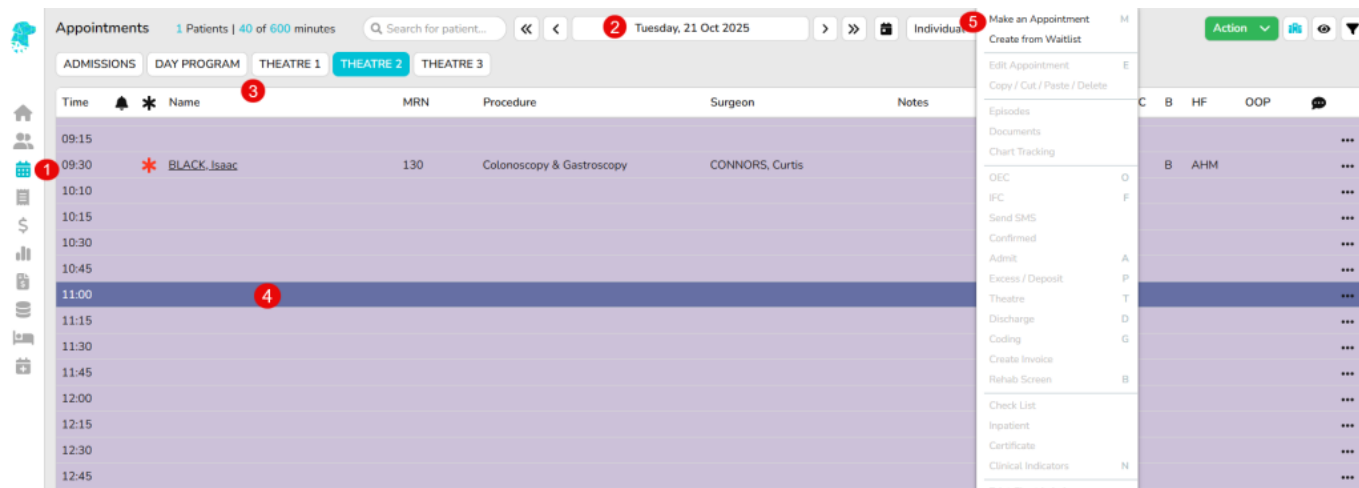 Appointments 1 Patients | 40 of 600 minutes Search for patient... 2 Tuesday, 21 Oct 2025 Individual 5 Action
ADMISSIONS DAY PROGRAM THEATRE 1 THEATRE 2 THEATRE 3
3
Time Name MRN Procedure Surgeon Notes C B HF OOP
09:15
1 09:30 BLACK, Isaac 130 Colonoscopy & Gastroscopy CONNORS, Curtis B AHM
10:10
10:15
10:30
10:45
11:00 4
11:15
11:30
11:45
12:00
12:15
12:30
12:45
Make an Appointment M
Create from Waitlist
Edit Appointment E
Copy / Cut / Paste / Delete
Episodes
Documents
Chart Tracking
OEC O
IFC F
Send SMS
Confirmed
Admit A
Excess / Deposit P
Theatre T
Discharge D
Coding G
Create Invoice
Rehab Screen B
Check List
Inpatient
Certificate
Clinical Indicators N